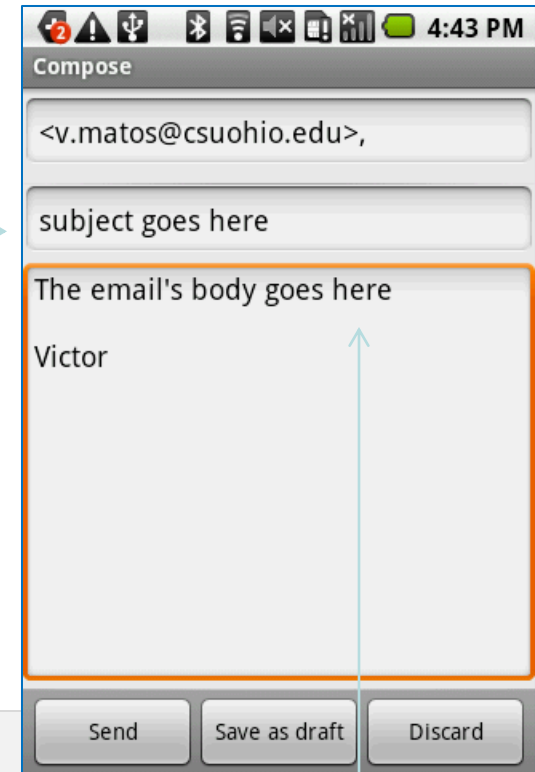 2 4:43 PM
Compose
<v.matos@csuohio.edu>,
subject goes here
The email's body goes here
Victor
Send Save as draft Discard